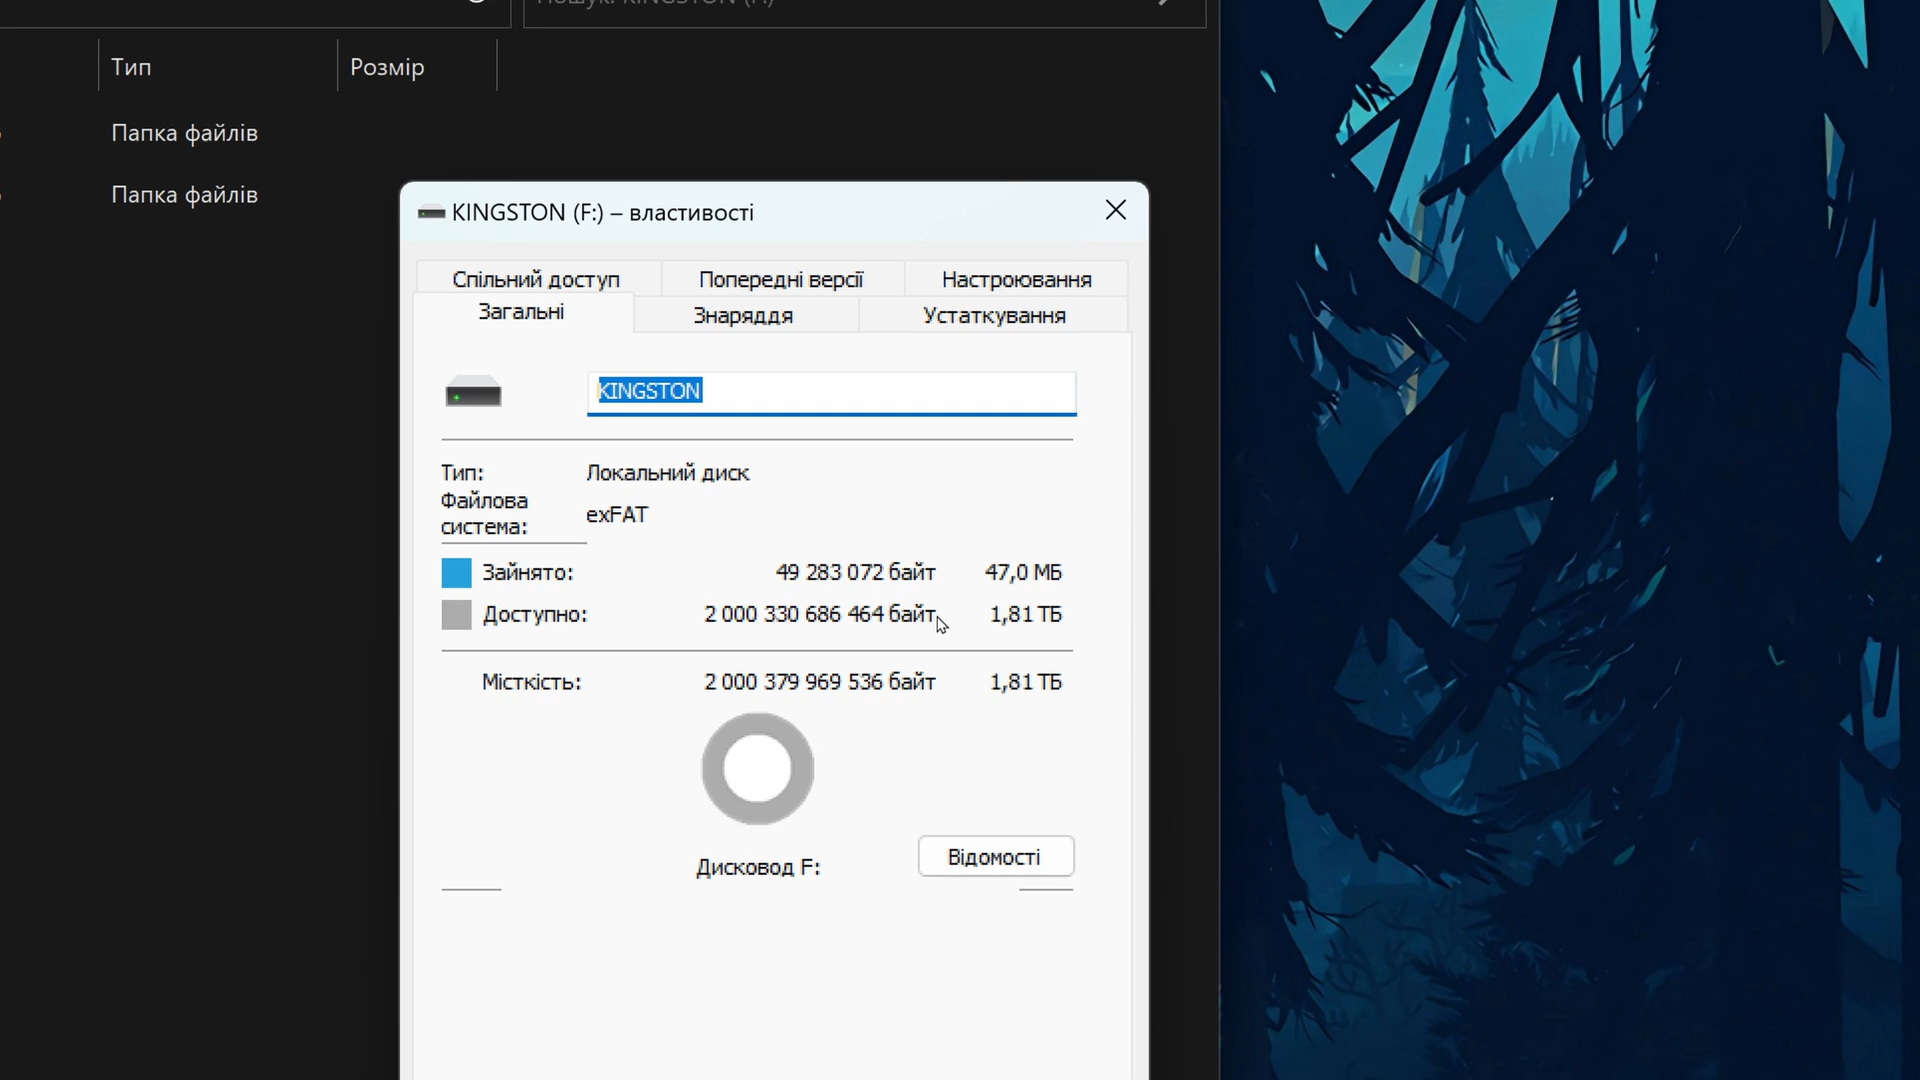 Пошук: KINGSTON (F:)
Тип
Розмір
Папка файлів
Папка файлів
KINGSTON (F:) – властивості
Спільний доступ
Попередні версії
Настроювання
Загальні
Знаряддя
Устаткування
KINGSTON
Тип:
Локальний диск
Файлова
система:
exFAT
Зайнято:
49 283 072 байт
47,0 МБ
Доступно:
2 000 330 686 464 байт
1,81 ТБ
Місткість:
2 000 379 969 536 байт
1,81 ТБ
Дисковод F:
Відомості